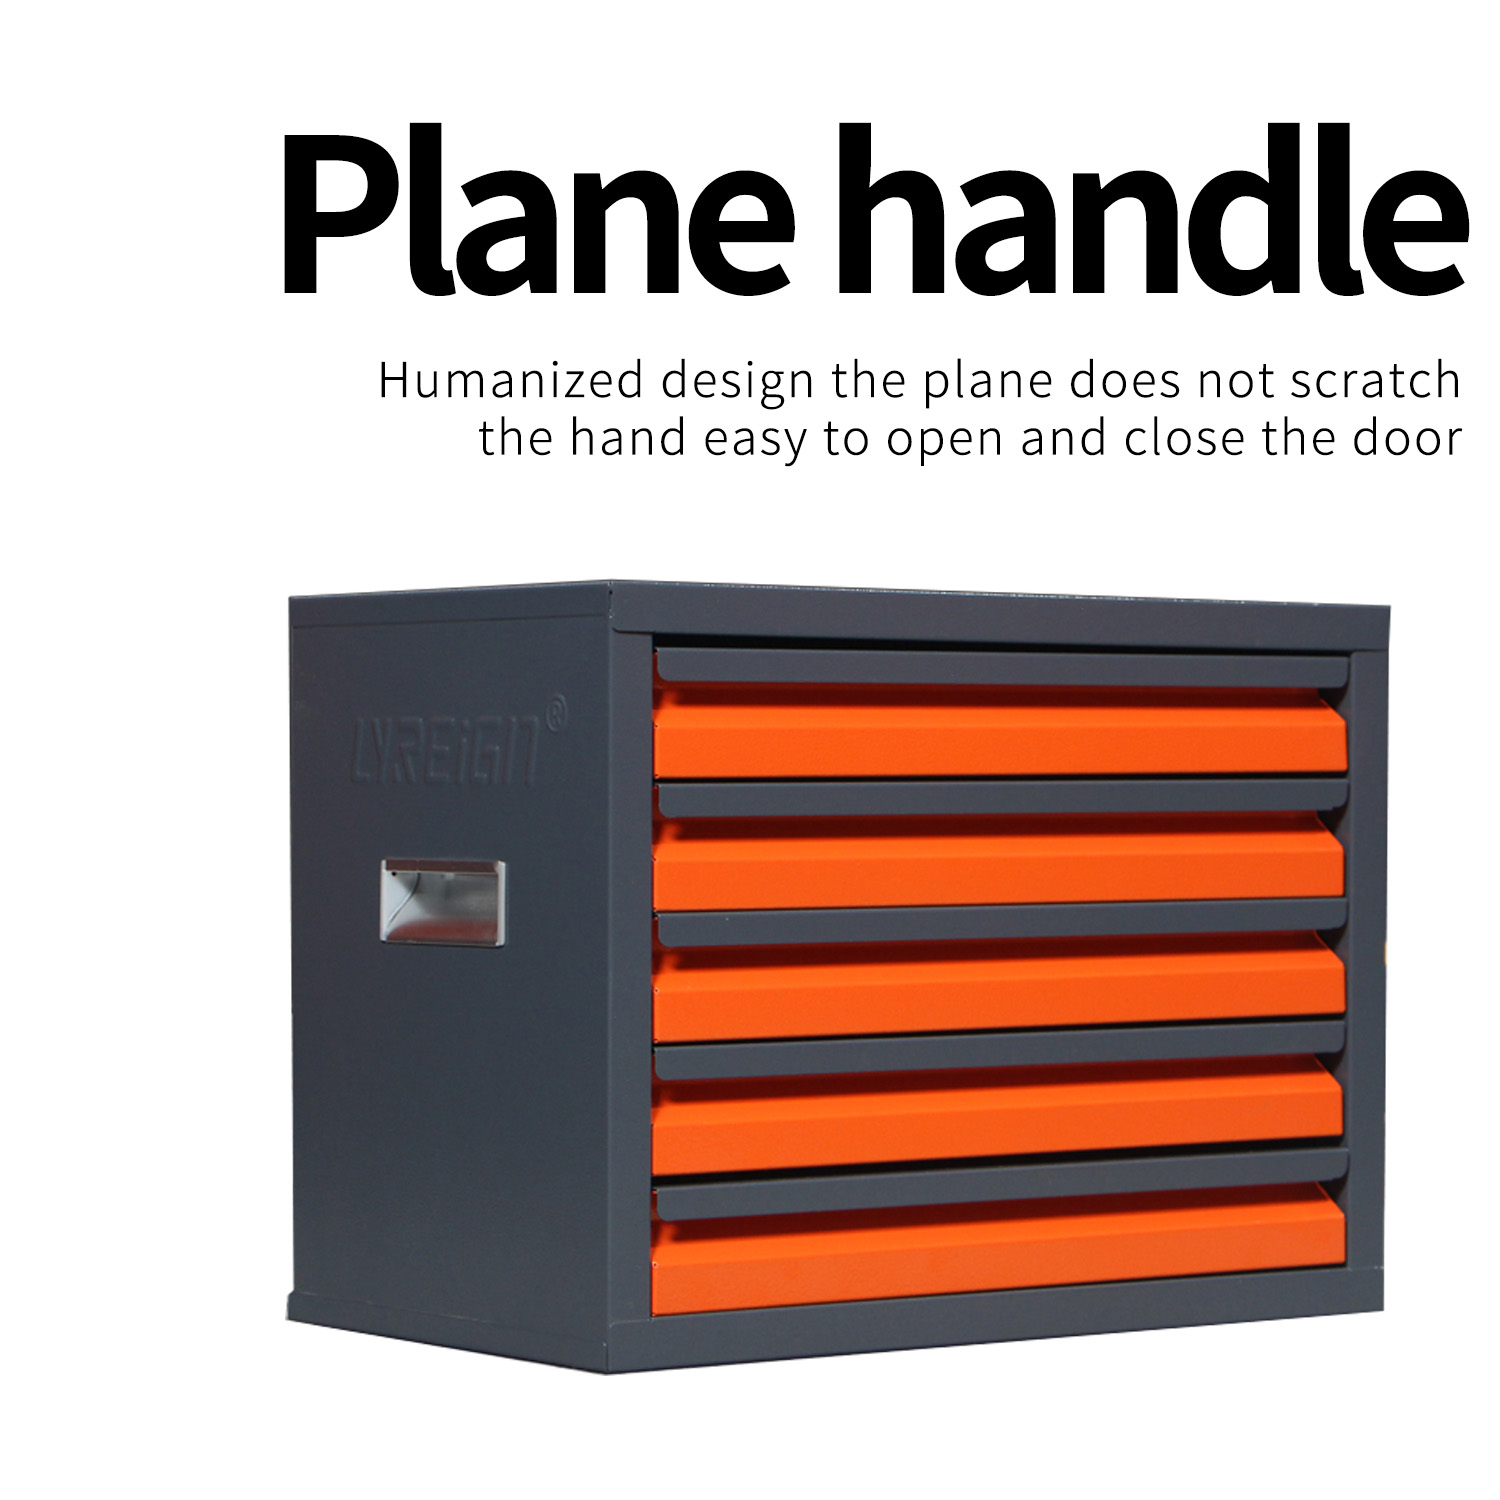 Plane handle
Humanized design the plane does not scratch
the hand easy to open and close the door
LYREIGN®